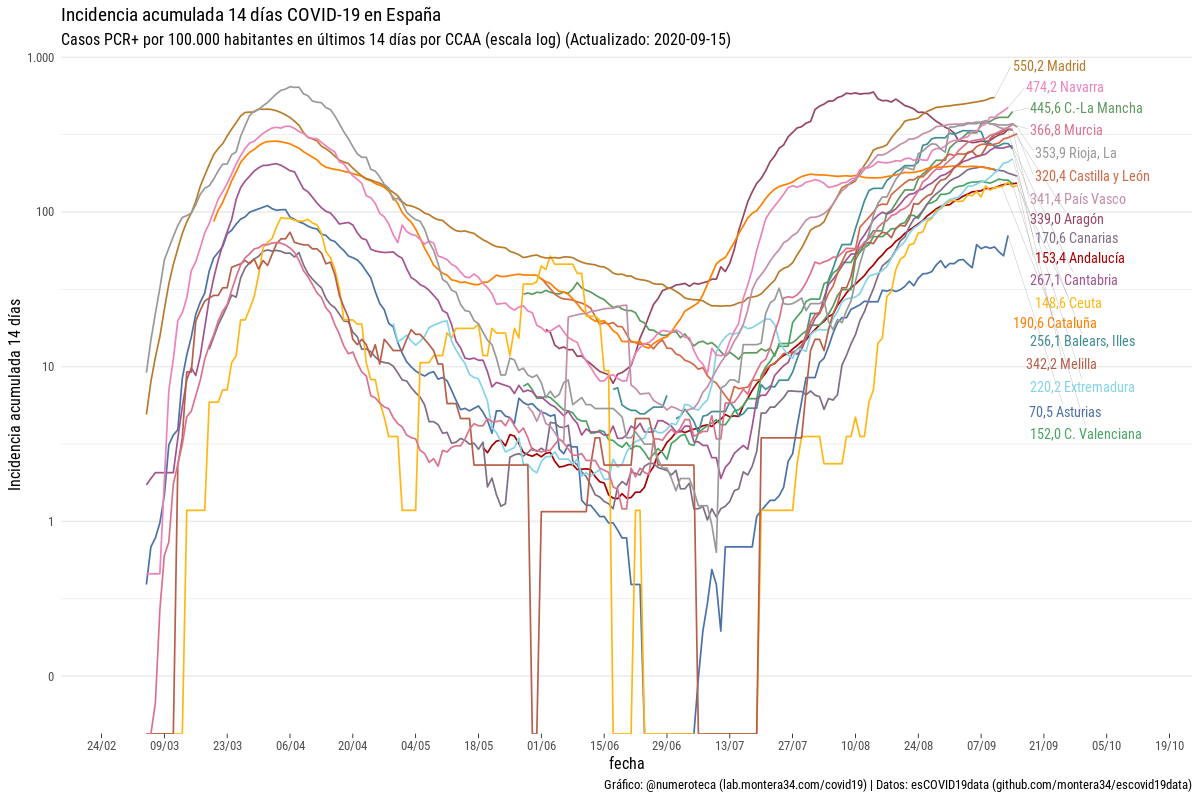 Incidencia acumulada 14 días COVID-19 en España
Casos PCR+ por 100.000 habitantes en últimos 14 días por CCAA (escala log) (Actualizado: 2020-09-15)
Incidencia acumulada 14 días
1.000
100
10
1
0
550,2 Madrid
474,2 Navarra
445,6 C.-La Mancha
366,8 Murcia
353,9 Rioja, La
320,4 Castilla y León
341,4 País Vasco
339,0 Aragón
170,6 Canarias
153,4 Andalucía
267,1 Cantabria
148,6 Ceuta
190,6 Cataluña
256,1 Balears, Illes
342,2 Melilla
220,2 Extremadura
70,5 Asturias
152,0 C. Valenciana
24/02 09/03 23/03 06/04 20/04 04/05 18/05 01/06 15/06 29/06 13/07 27/07 10/08 24/08 07/09 21/09 05/10 19/10
fecha
Gráfico: @numeroteca (lab.montera34.com/covid19) | Datos: esCOVID19data (github.com/montera34/escovid19data)